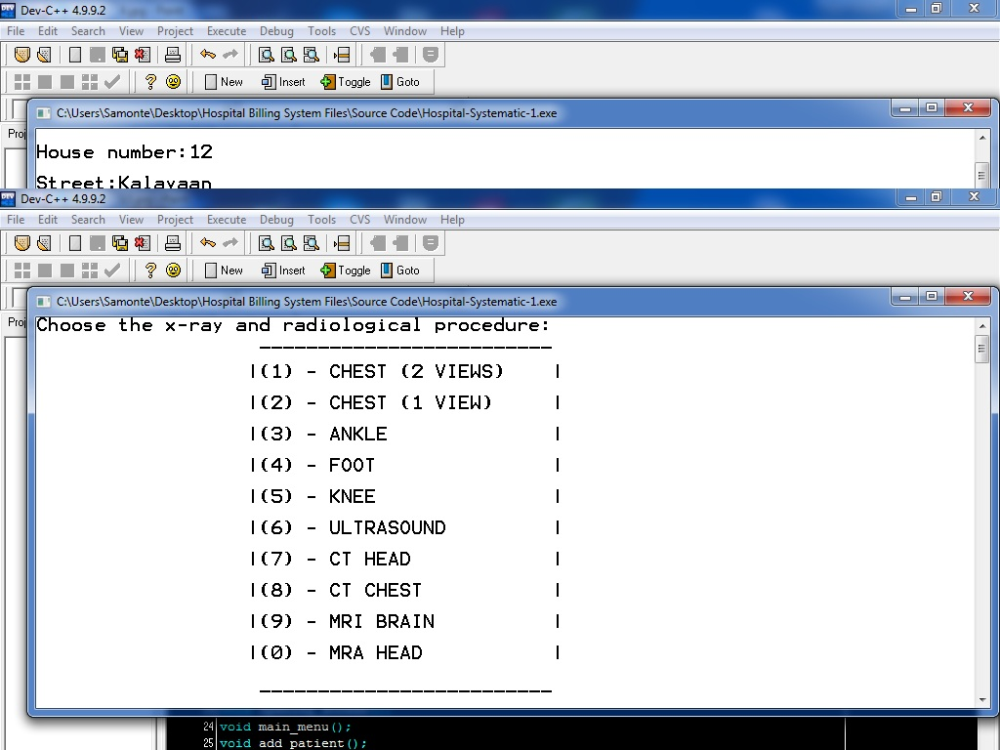 Dev-C++ 4.9.9.2
File Edit Search View Project Execute Debug Tools CVS Window Help
New Insert Toggle Goto
C:\Users\Samonte\Desktop\Hospital Billing System Files\Source Code\Hospital-Systematic-1.exe
Proj
House number:12
Street:Kalayaan
Dev-C++ 4.9.9.2
File Edit Search View Project Execute Debug Tools CVS Window Help
New Insert Toggle Goto
C:\Users\Samonte\Desktop\Hospital Billing System Files\Source Code\Hospital-Systematic-1.exe
Proj
Choose the x-ray and radiological procedure:
_________________________
|(1) - CHEST (2 VIEWS) |
|(2) - CHEST (1 VIEW) |
|(3) - ANKLE |
|(4) - FOOT |
|(5) - KNEE |
|(6) - ULTRASOUND |
|(7) - CT HEAD |
|(8) - CT CHEST |
|(9) - MRI BRAIN |
|(0) - MRA HEAD |
_________________________
24 void main_menu();
25 void add_patient();